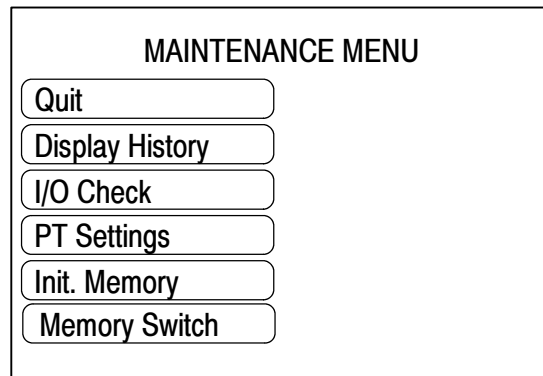 MAINTENANCE MENU
Quit
Display History
I/O Check
PT Settings
Init. Memory
Memory Switch